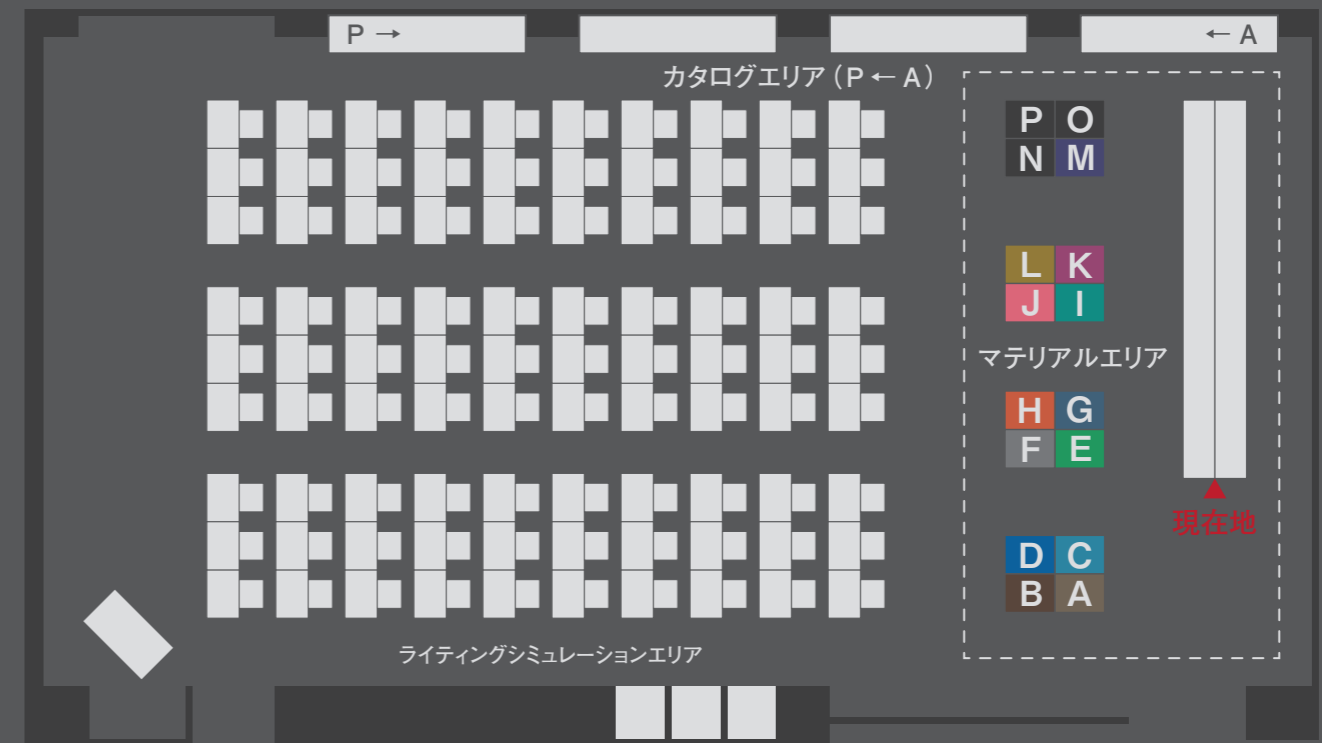 P →
← A
カタログエリア（P ← A）
P O
N M
L K
J I
マテリアルエリア
H G
F E
現在地
D C
B A
ライティングシミュレーションエリア